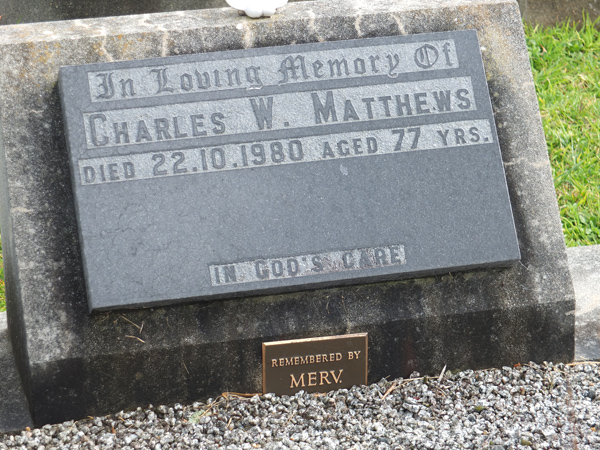 In Loving Memory Of
CHARLES W. MATTHEWS
DIED 22.10.1980 AGED 77 YRS.
IN GOD'S CARE
REMEMBERED BY
MERV.